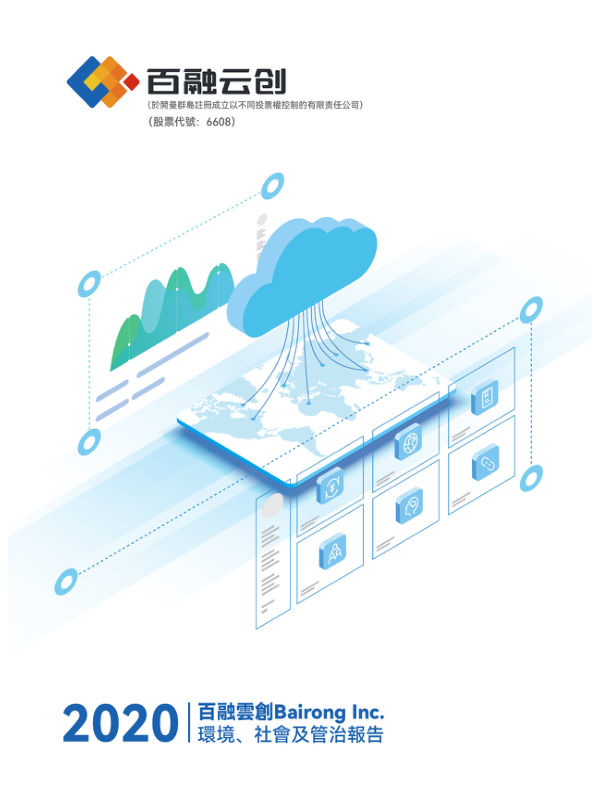 百融云创
(於開曼群島註冊成立以不同投票權控制的有限責任公司)
(股票代號：6608)
2020
百融雲創Bairong Inc.
環境、社會及管治報告